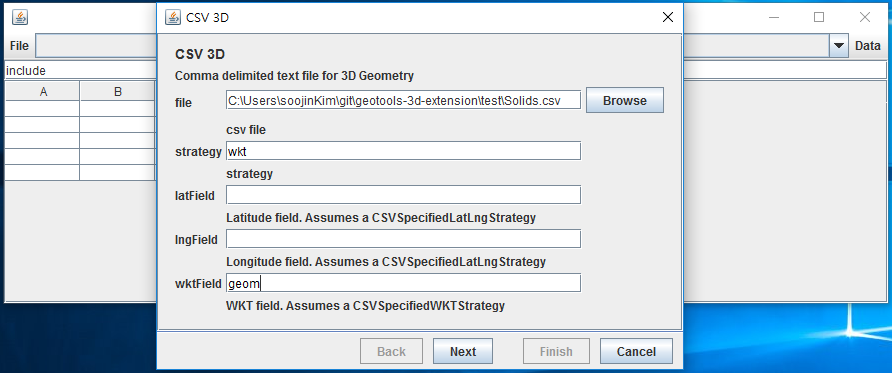 CSV 3D
File
Data
include
A B
CSV 3D
Comma delimited text file for 3D Geometry
file C:\Users\soojinKim\git\geotools-3d-extension\test\Solids.csv Browse
csv file
strategy wkt
strategy
latField
Latitude field. Assumes a CSVSpecifiedLatLngStrategy
lngField
Longitude field. Assumes a CSVSpecifiedLatLngStrategy
wktField geom
WKT field. Assumes a CSVSpecifiedWKTStrategy
Back Next Finish Cancel